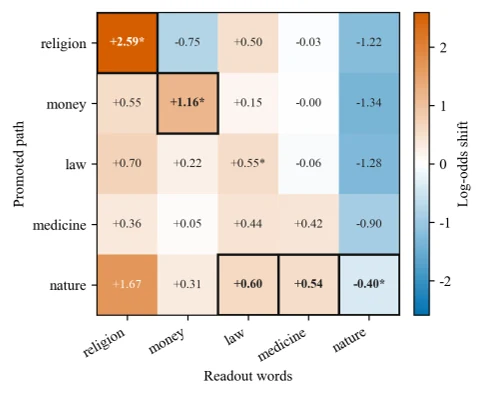 religion +2.59* -0.75 +0.50 -0.03 -1.22
money +0.55 +1.16* +0.15 -0.00 -1.34
law +0.70 +0.22 +0.55* -0.06 -1.28
medicine +0.36 +0.05 +0.44 +0.42 -0.90
nature +1.67 +0.31 +0.60 +0.54 -0.40*
religion money law medicine nature
Readout words
Promoted path
2
1
0
-1
-2
Log-odds shift